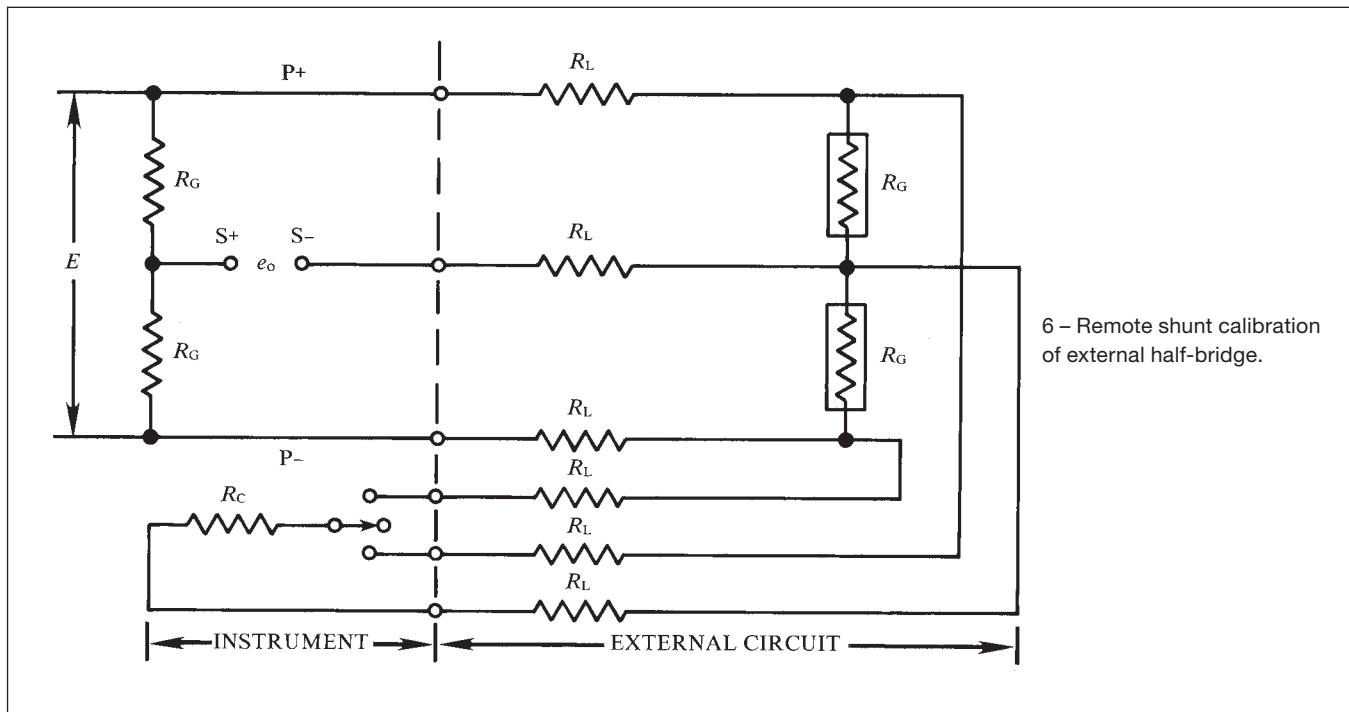 P+
R_L
R_G
R_G
S+
S−
R_L
E
e_o
R_G
R_G
R_L
P−
R_L
R_C
R_L
R_L
INSTRUMENT
EXTERNAL CIRCUIT
6 – Remote shunt calibration
of external half-bridge.